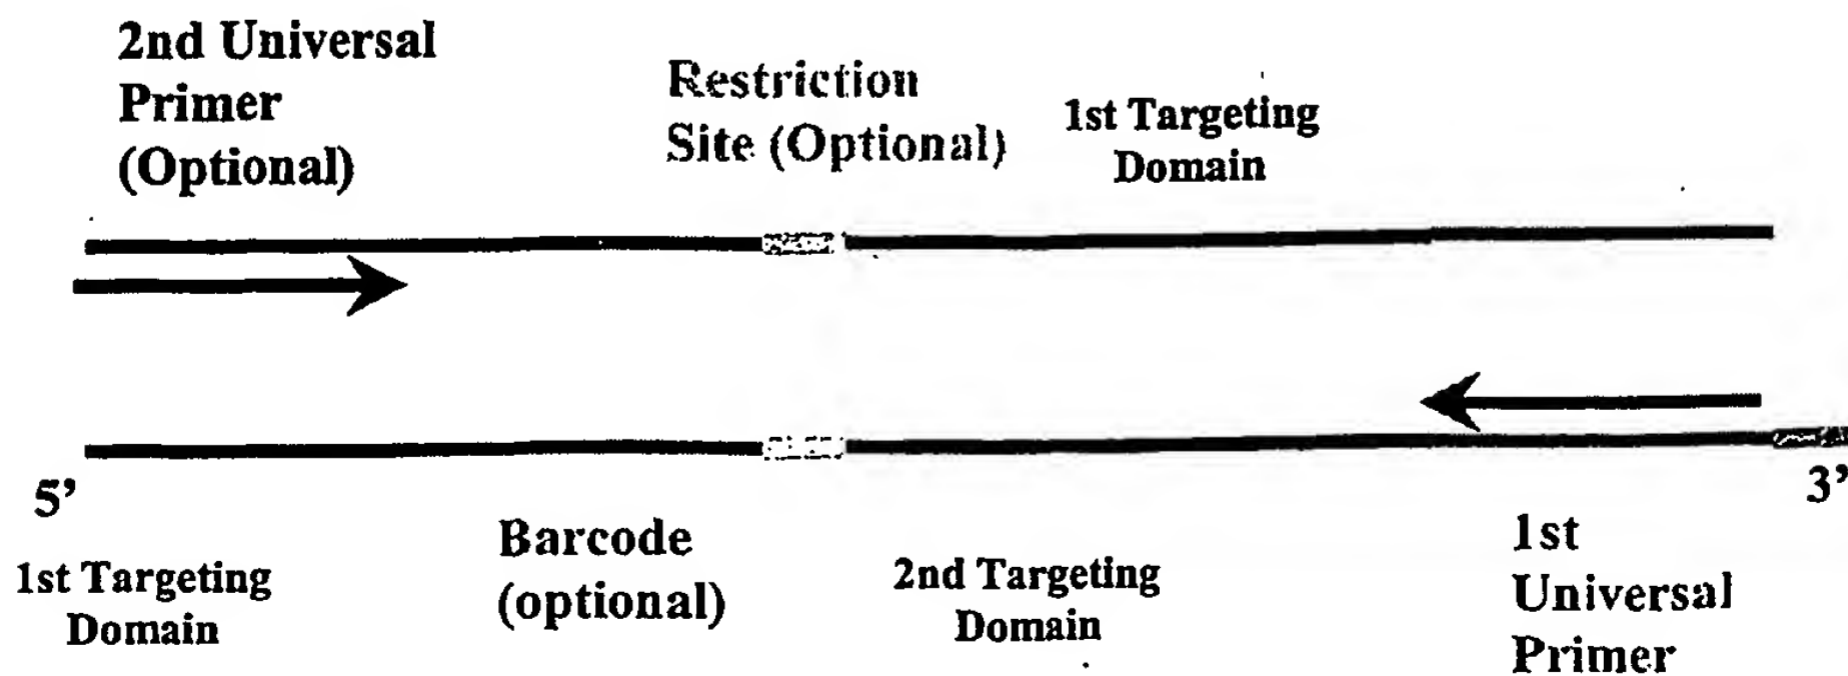 2nd Universal
Primer
(Optional)
Restriction
Site (Optional)
1st Targeting
Domain
5’
3’
1st Targeting
Domain
Barcode
(optional)
2nd Targeting
Domain
1st
Universal
Primer